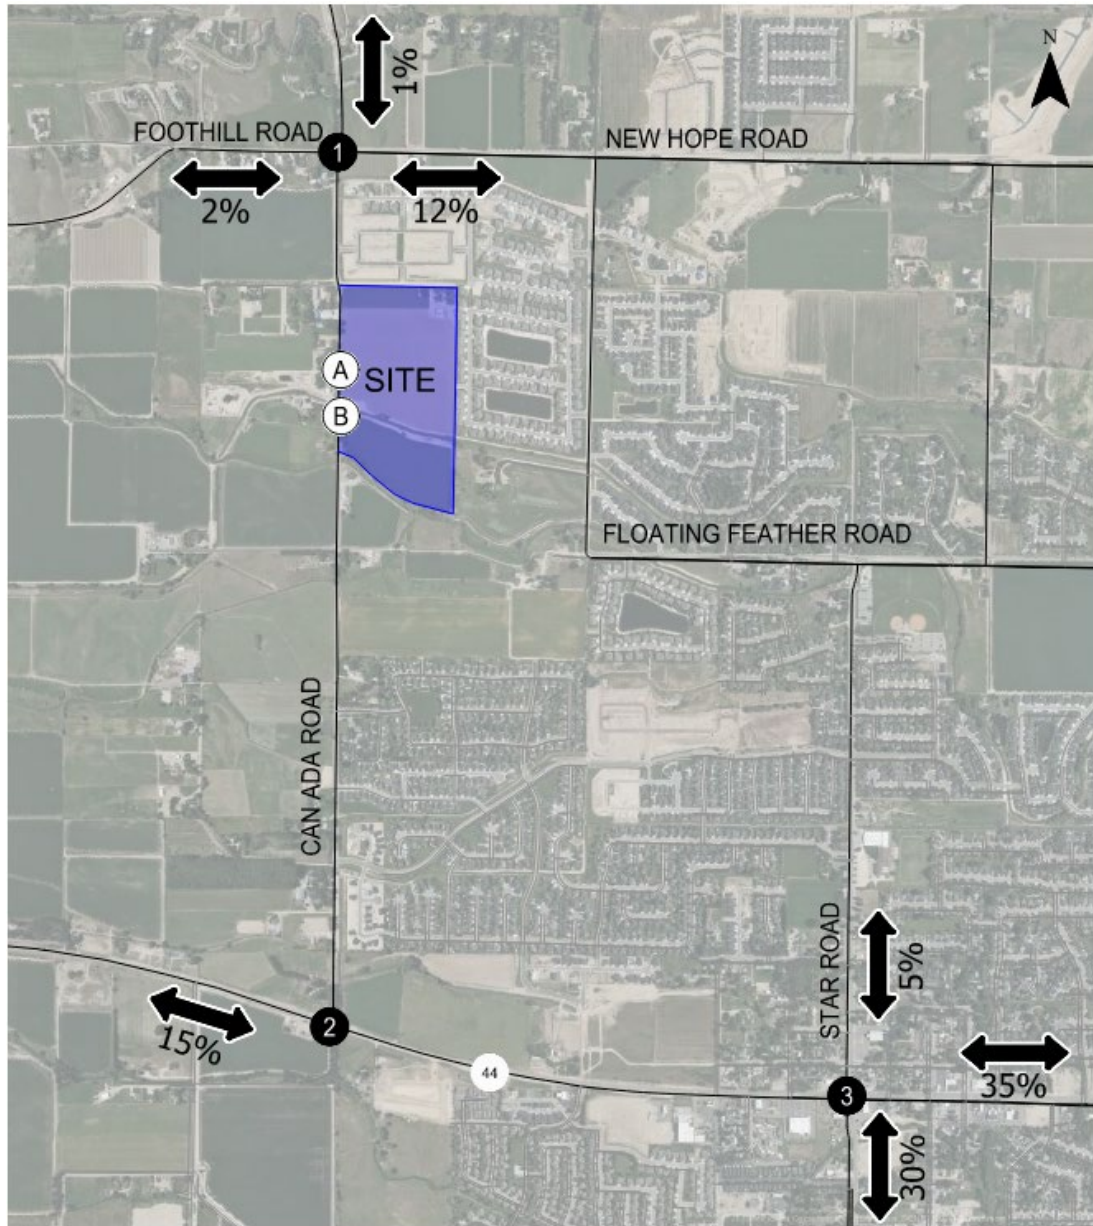 N
1%
FOOTHILL ROAD
1
NEW HOPE ROAD
2%
12%
A
SITE
B
FLOATING FEATHER ROAD
CAN ADA ROAD
STAR ROAD
5%
2
15%
44
3
35%
30%